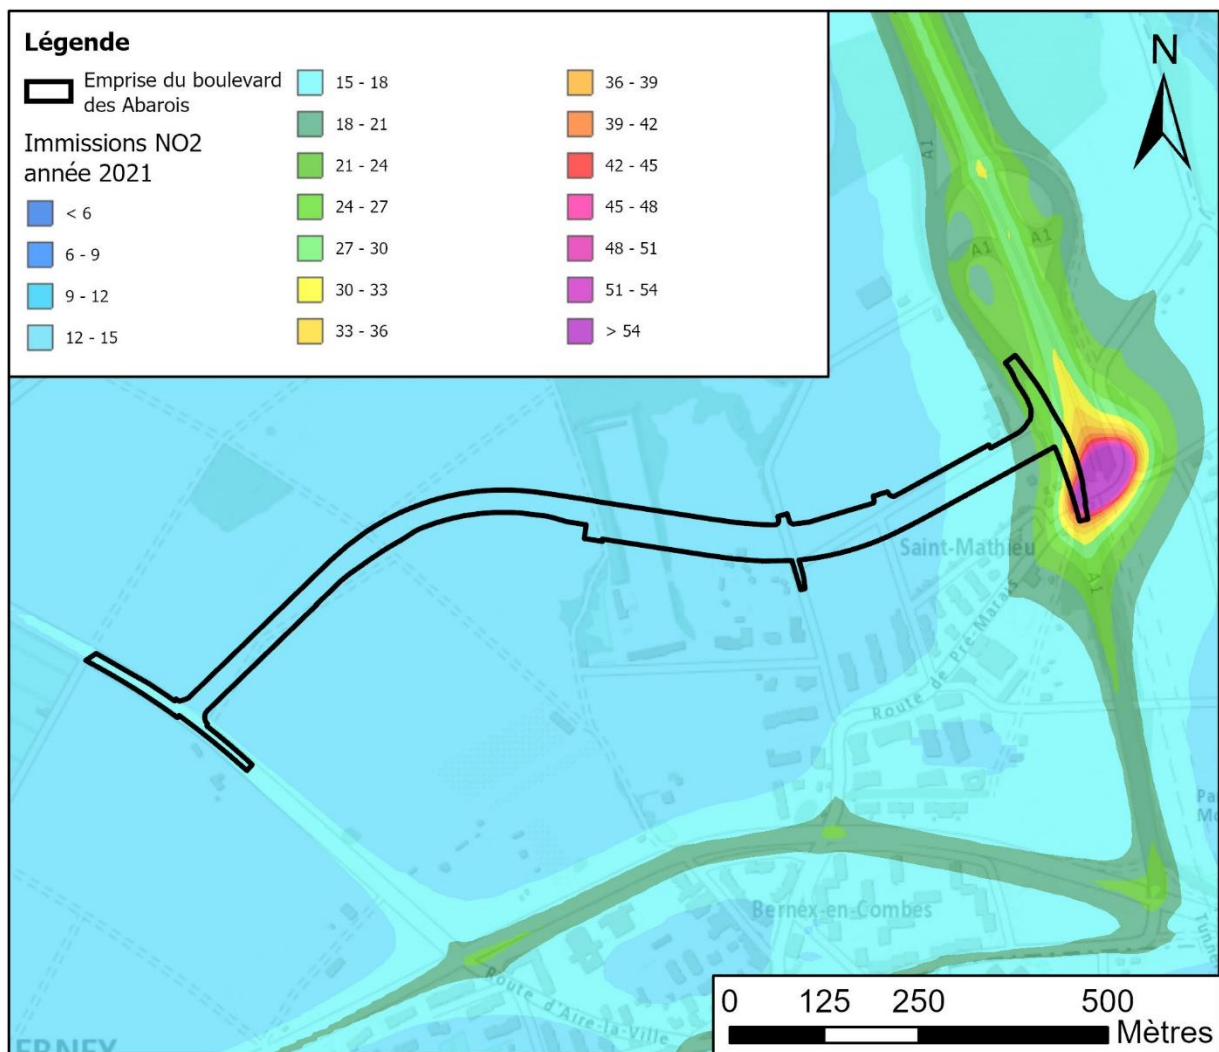 Légende
Emprise du boulevard
des Abarois
Immissions NO2
année 2021
< 6
6 - 9
9 - 12
12 - 15
15 - 18
18 - 21
21 - 24
24 - 27
27 - 30
30 - 33
33 - 36
36 - 39
39 - 42
42 - 45
45 - 48
48 - 51
51 - 54
> 54
N
A1
A1
A1
A1
Saint-Mathieu
Route de Pré-Marais
Bernex-en-Combes
Route d'Aire-la-Ville
0 125 250 500
Mètres